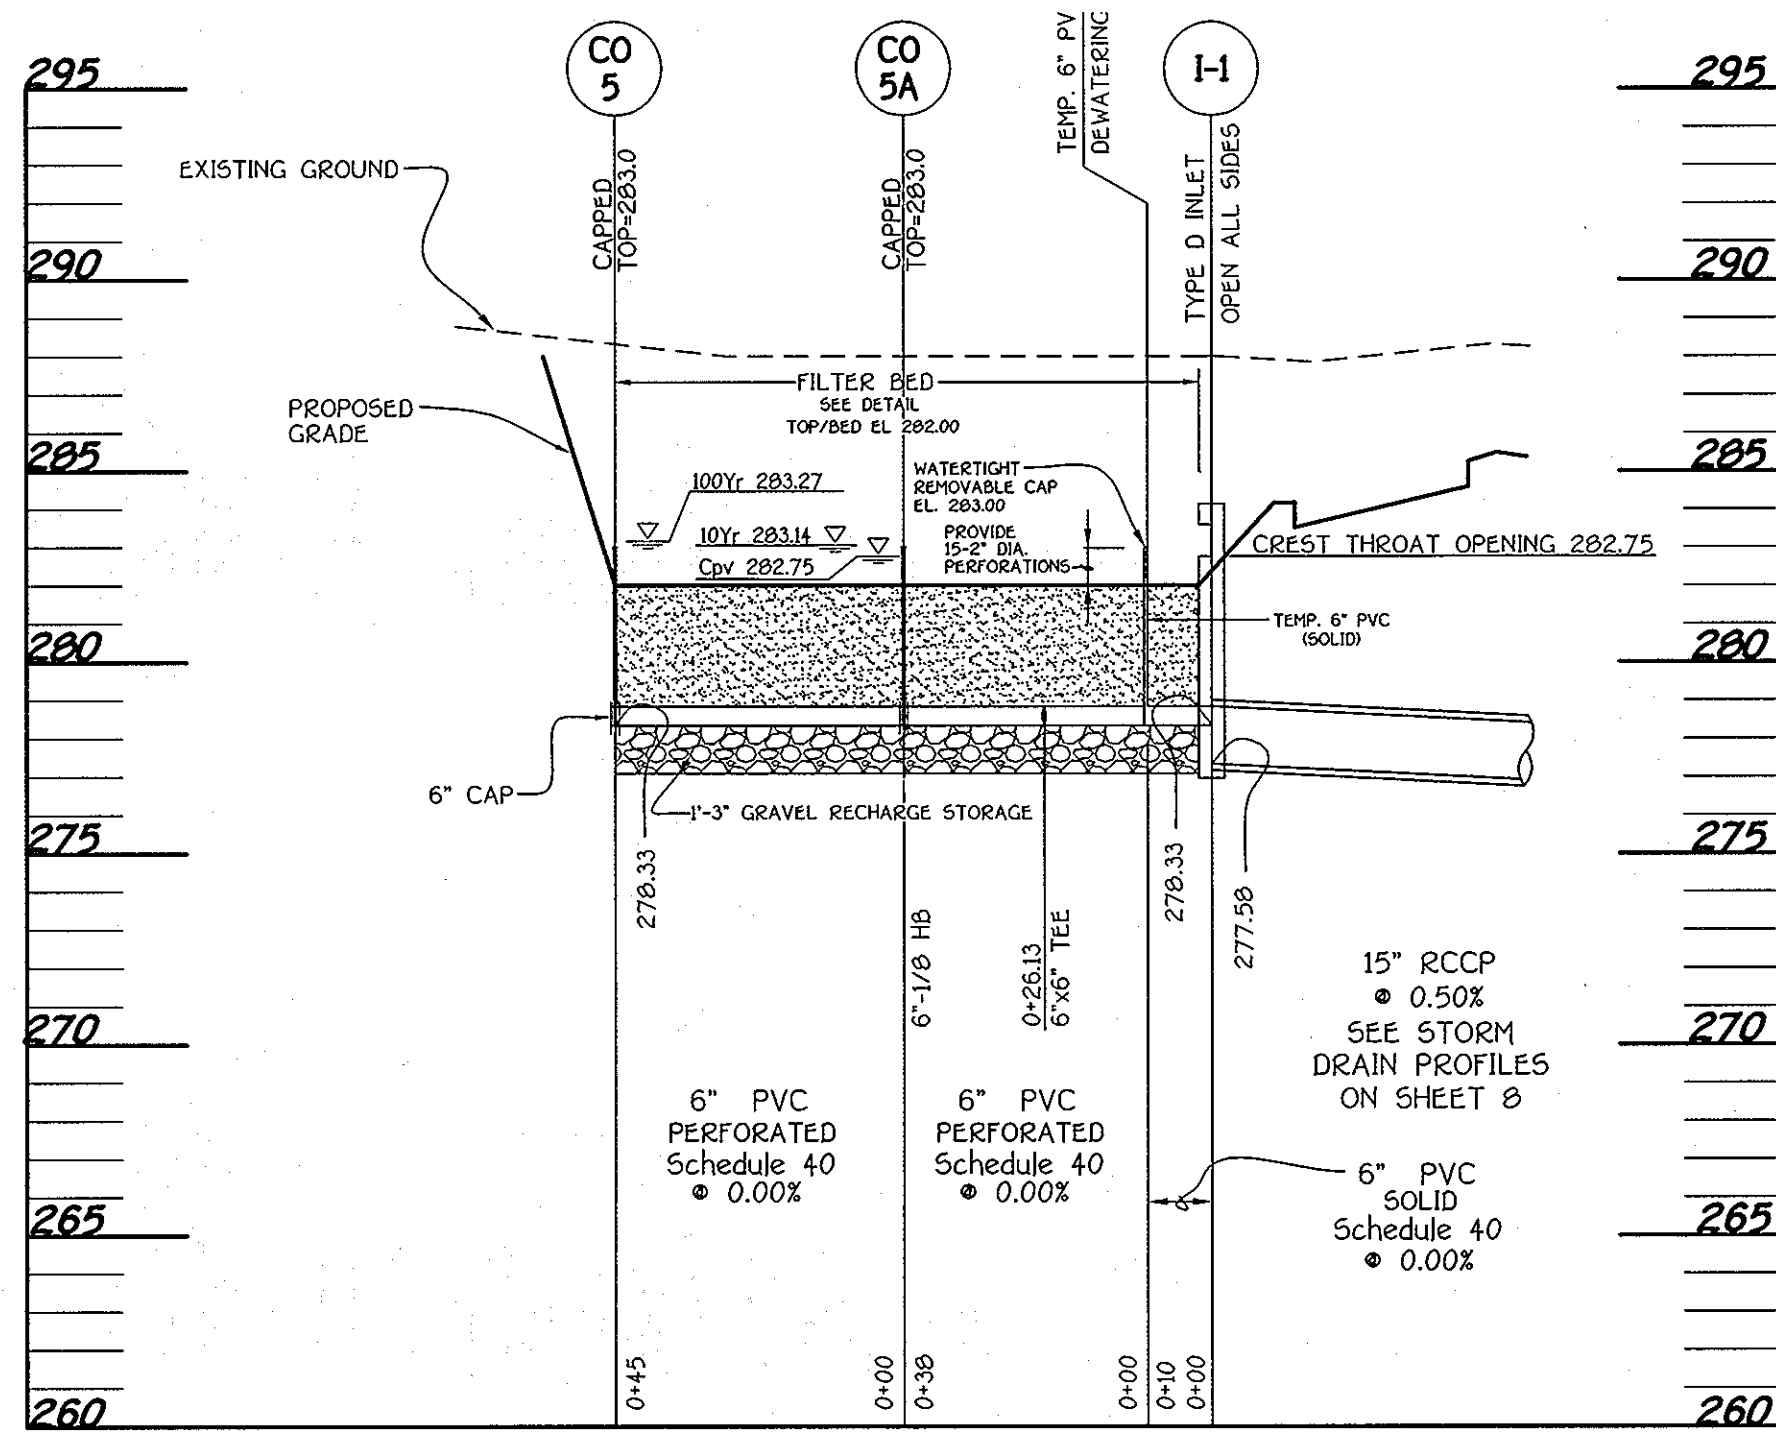 CO
5
CO
5A
I-1
TEMP. 6" PV
DEWATERING
295
295
CAPPED
TOP=283.0
CAPPED
TOP=283.0
TYPE D INLET
OPEN ALL SIDES
EXISTING GROUND
290
290
FILTER BED
SEE DETAIL
TOP/BED EL 282.00
PROPOSED
GRADE
285
285
WATERTIGHT
REMOVABLE CAP
EL. 283.00
100Yr 283.27
10Yr 283.14
Cpv 282.75
PROVIDE
15-2" DIA.
PERFORATIONS
CREST THROAT OPENING 282.75
TEMP. 6" PVC
(SOLID)
280
280
6" CAP
1'-3" GRAVEL RECHARGE STORAGE
275
275
278.33
278.33
277.58
6"-1/8 HB
0+26.13
6"x6" TEE
15" RCCP
@ 0.50%
SEE STORM
DRAIN PROFILES
ON SHEET 8
270
270
6" PVC
PERFORATED
Schedule 40
@ 0.00%
6" PVC
PERFORATED
Schedule 40
@ 0.00%
6" PVC
SOLID
Schedule 40
@ 0.00%
265
265
0+45
0+00
0+38
0+00
0+10
0+00
260
260